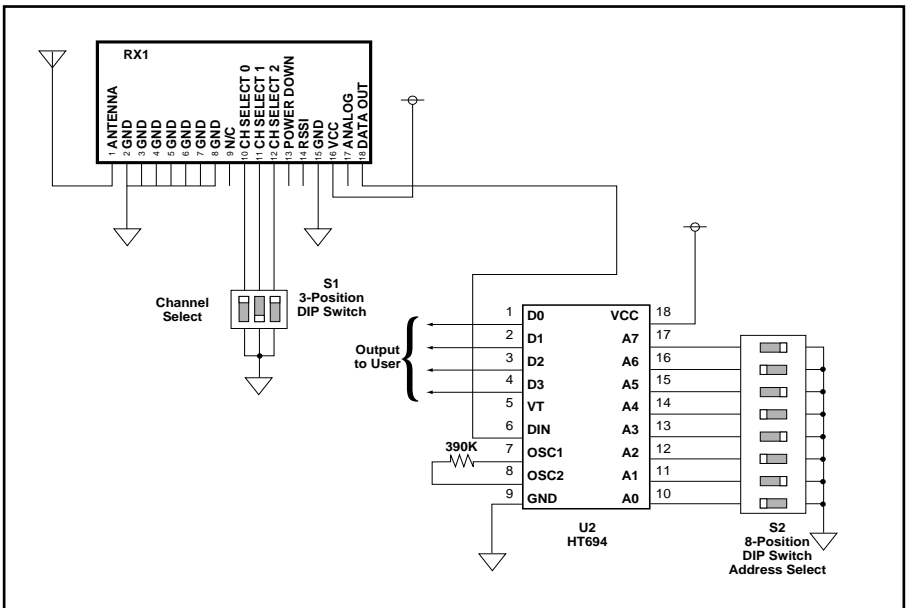 RX1
1 ANTENNA
2 GND
3 GND
4 GND
5 GND
6 GND
7 GND
8 GND
9 N/C
10 CH SELECT 0
11 CH SELECT 1
12 CH SELECT 2
13 POWER DOWN
14 RSSI
15 GND
16 VCC
17 ANALOG
18 DATA OUT
Channel
Select
S1
3-Position
DIP Switch
Output
to User
390K
1 D0
2 D1
3 D2
4 D3
5 VT
6 DIN
7 OSC1
8 OSC2
9 GND
VCC 18
A7 17
A6 16
A5 15
A4 14
A3 13
A2 12
A1 11
A0 10
U2
HT694
S2
8-Position
DIP Switch
Address Select